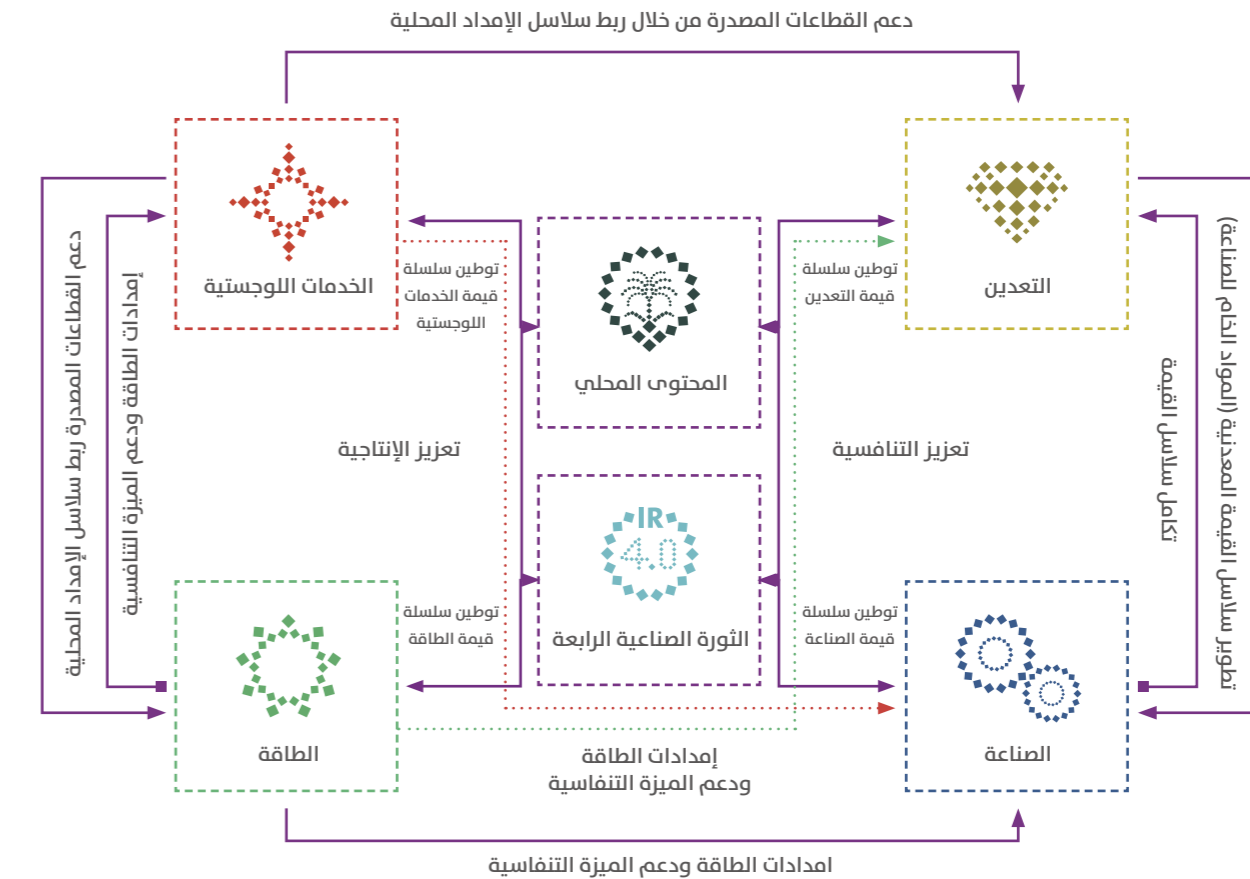 دعم القطاعات المصدرة من خلال ربط سلاسل الإمداد المحلية
التعدين
الخدمات اللوجستية
المحتوى المحلي
توطين سلسلة
قيمة التعدين
توطين سلسلة
قيمة الخدمات
اللوجستية
تطوير سلاسل القيمة المعدنية (المواد الخام للصناعة)
تكامل سلاسل القيمة
إمدادات الطاقة ودعم الميزة التنافسية
دعم القطاعات المصدرة ربط سلاسل الإمداد المحلية
تعزيز التنافسية
تعزيز الإنتاجية
IR
4.0
الثورة الصناعية الرابعة
توطين سلسلة
قيمة الصناعة
توطين سلسلة
قيمة الطاقة
الصناعة
الطاقة
إمدادات الطاقة
ودعم الميزة التنفاسية
امدادات الطاقة ودعم الميزة التنفاسية